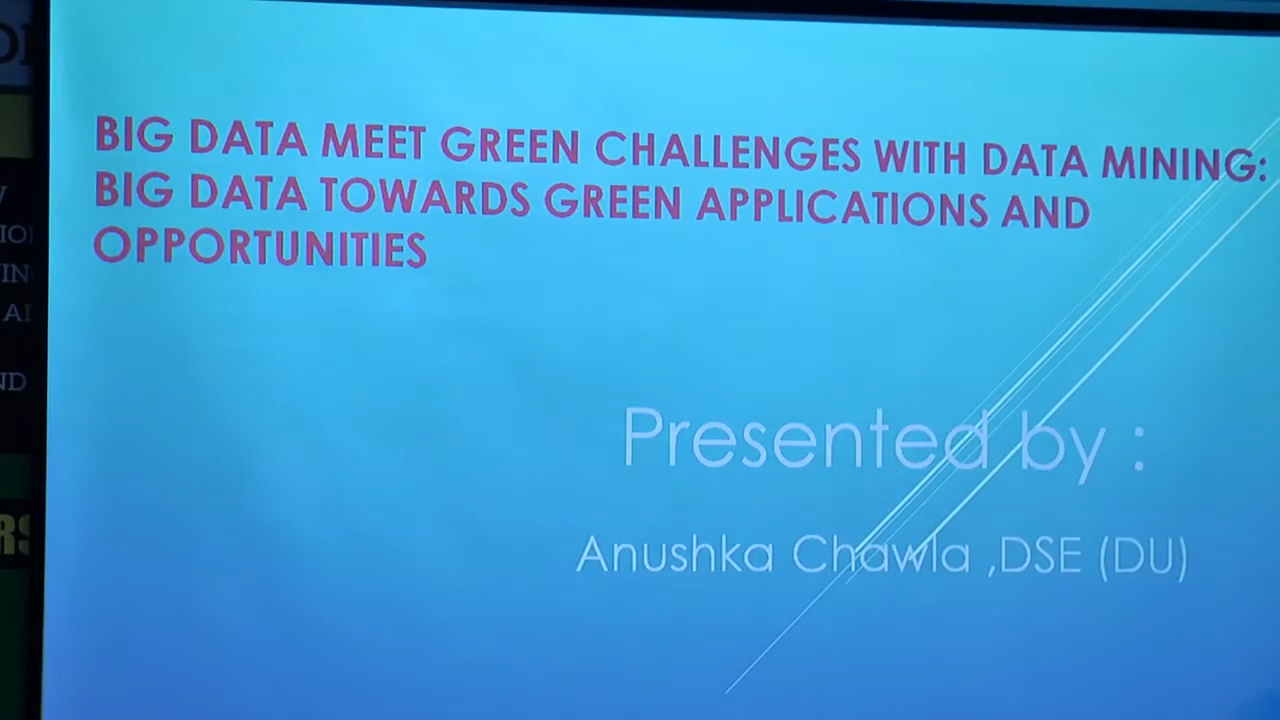 BIG DATA MEET GREEN CHALLENGES WITH DATA MINING:
BIG DATA TOWARDS GREEN APPLICATIONS AND
OPPORTUNITIES
Presented by :
Anushka Chawla ,DSE (DU)